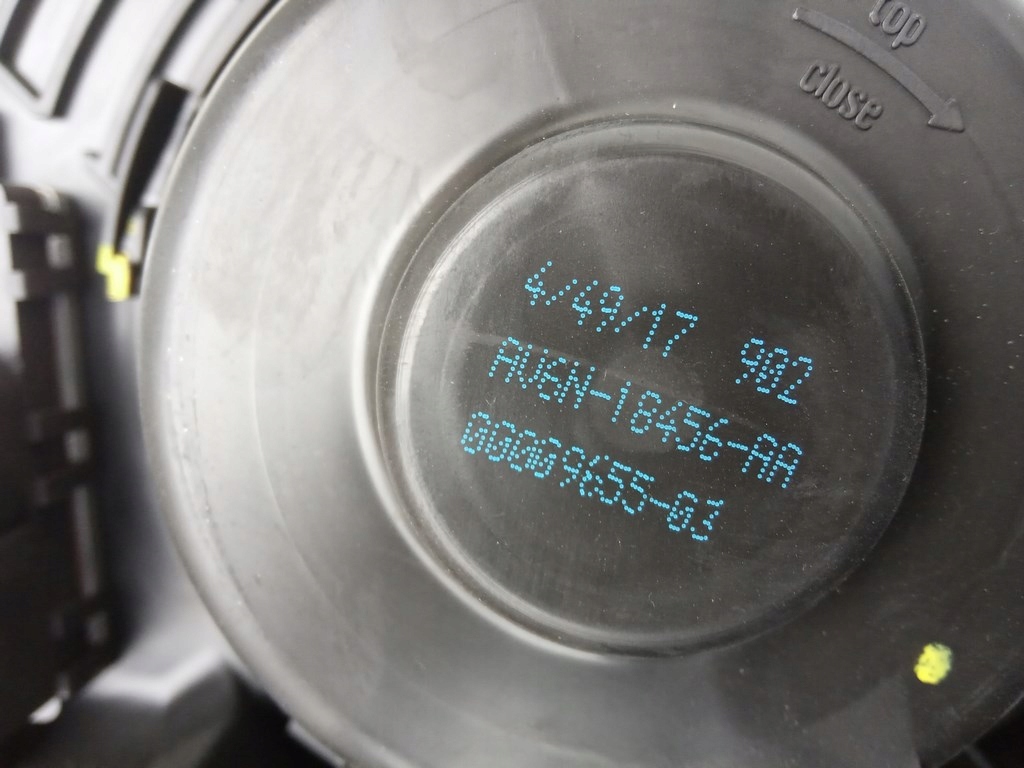 top
close
4/49/17 902
AVEN-18456-AA
00009655-03